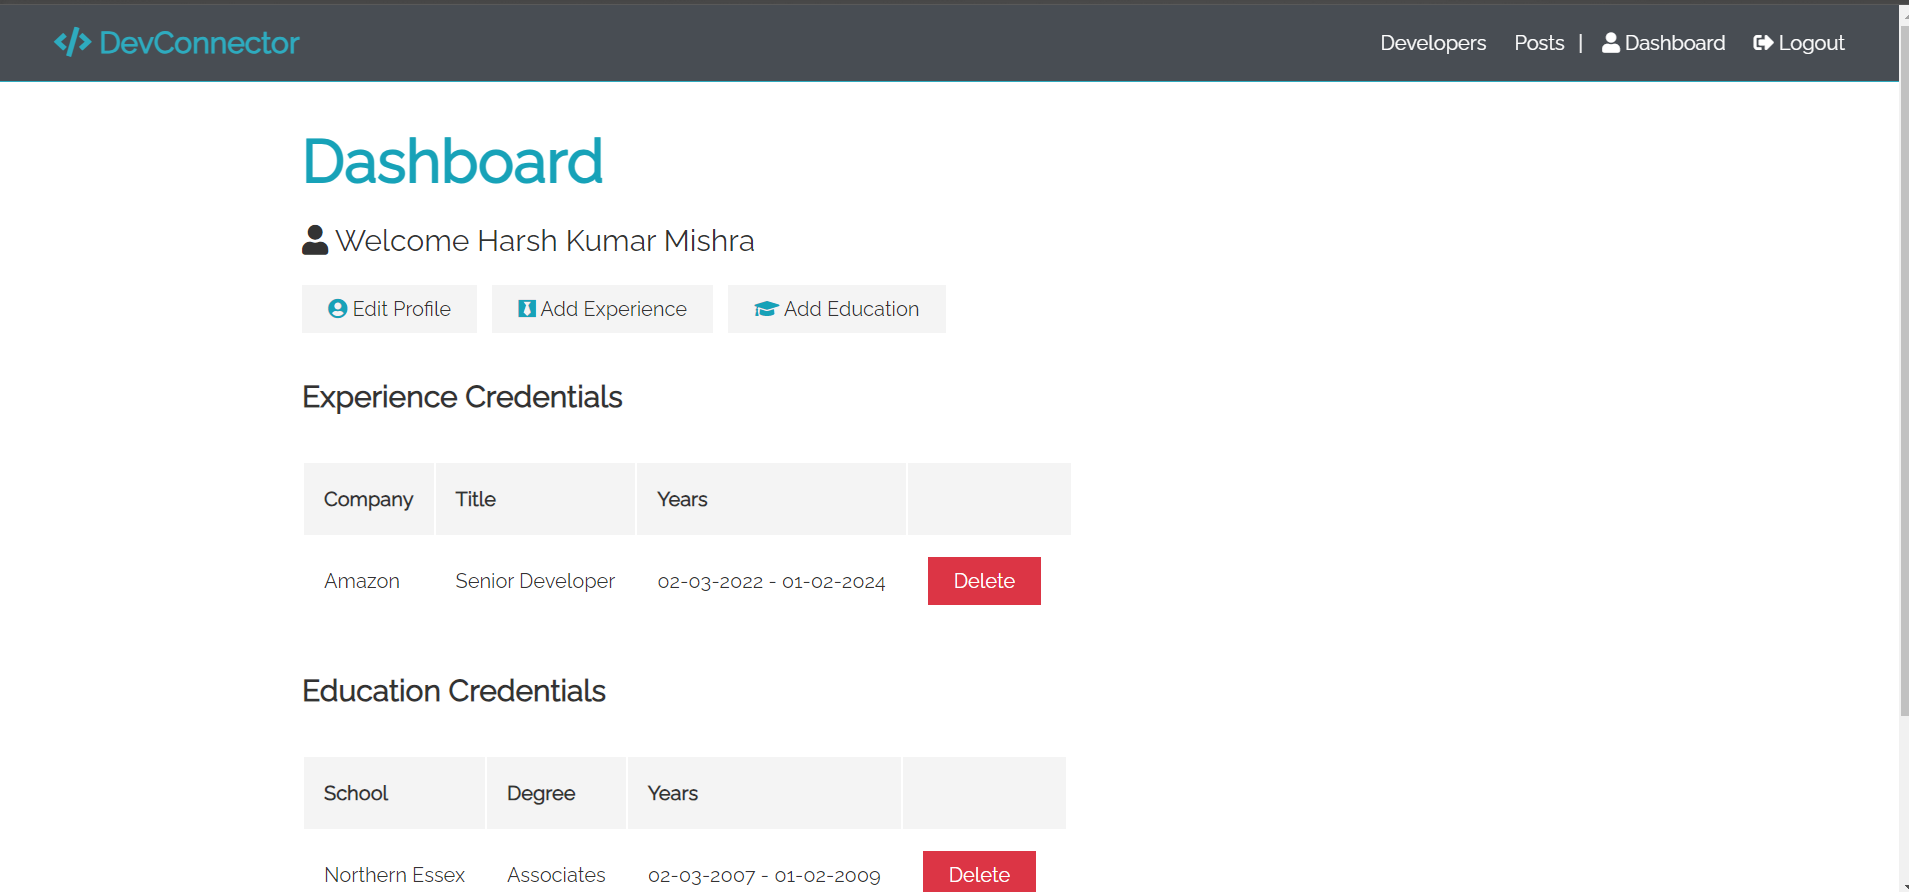 </> DevConnector Developers Posts | Dashboard Logout
Dashboard
Welcome Harsh Kumar Mishra
Edit Profile Add Experience Add Education
Experience Credentials
Company Title Years
Amazon Senior Developer 02-03-2022 - 01-02-2024 Delete
Education Credentials
School Degree Years
Northern Essex Associates 02-03-2007 - 01-02-2009 Delete